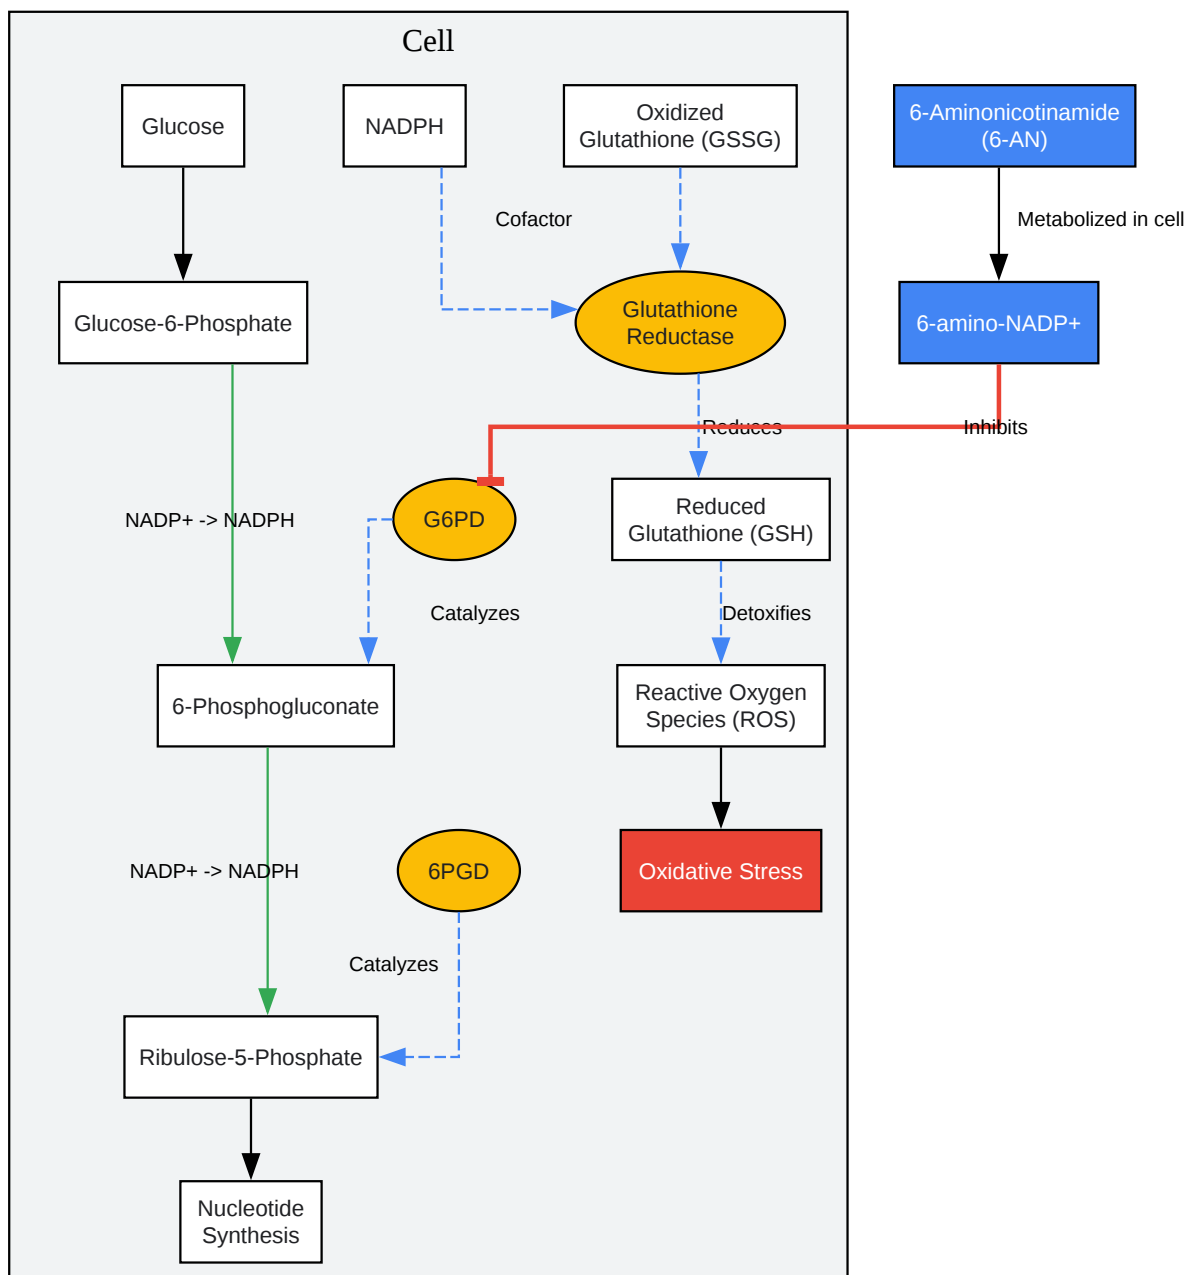 Cell
Glucose
NADPH
Oxidized
Glutathione (GSSG)
6-Aminonicotinamide
(6-AN)
Cofactor
Metabolized in cell
Glucose-6-Phosphate
Glutathione
Reductase
6-amino-NADP+
Reduces
Inhibits
NADP+ -> NADPH
G6PD
Reduced
Glutathione (GSH)
Catalyzes
Detoxifies
6-Phosphogluconate
Reactive Oxygen
Species (ROS)
NADP+ -> NADPH
6PGD
Oxidative Stress
Catalyzes
Ribulose-5-Phosphate
Nucleotide
Synthesis